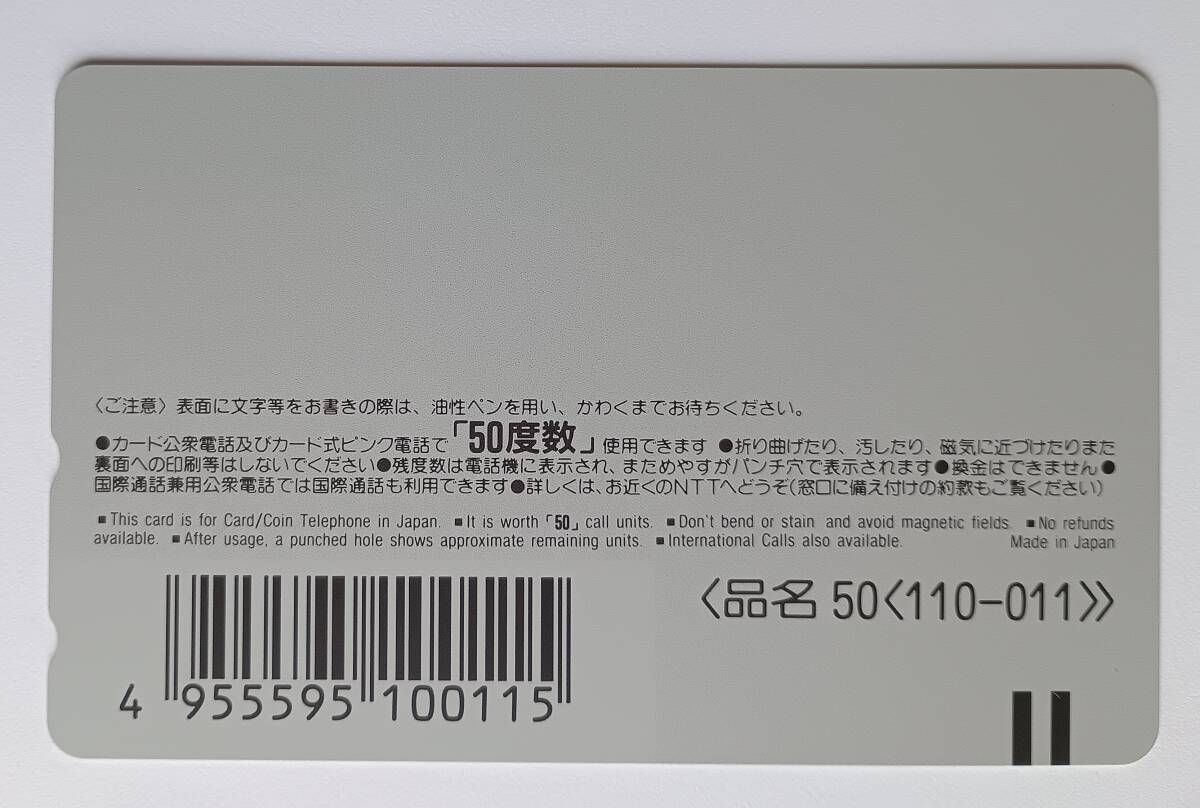 〈ご注意〉表面に文字等をお書きの際は、油性ペンを用い、かわくまでお待ちください。
●カード公衆電話及びカード式ピンク電話で「50度数」使用できます ●折り曲げたり、汚したり、磁気に近づけたりまた
裏面への印刷等はしないでください●残度数は電話機に表示され、まためやすがパンチ穴で表示されます●換金はできません●
国際通話兼用公衆電話では国際通話も利用できます●詳しくは、お近くのNTTへどうぞ(窓口に備え付けの約款もご覧ください)
■This card is for Card/Coin Telephone in Japan. ■It is worth「50」call units. ■Don't bend or stain and avoid magnetic fields. ■No refunds
available. ■After usage, a punched hole shows approximate remaining units. ■International Calls also available. Made in Japan
〈品名 50〈110-011〉〉
4 955595 100115